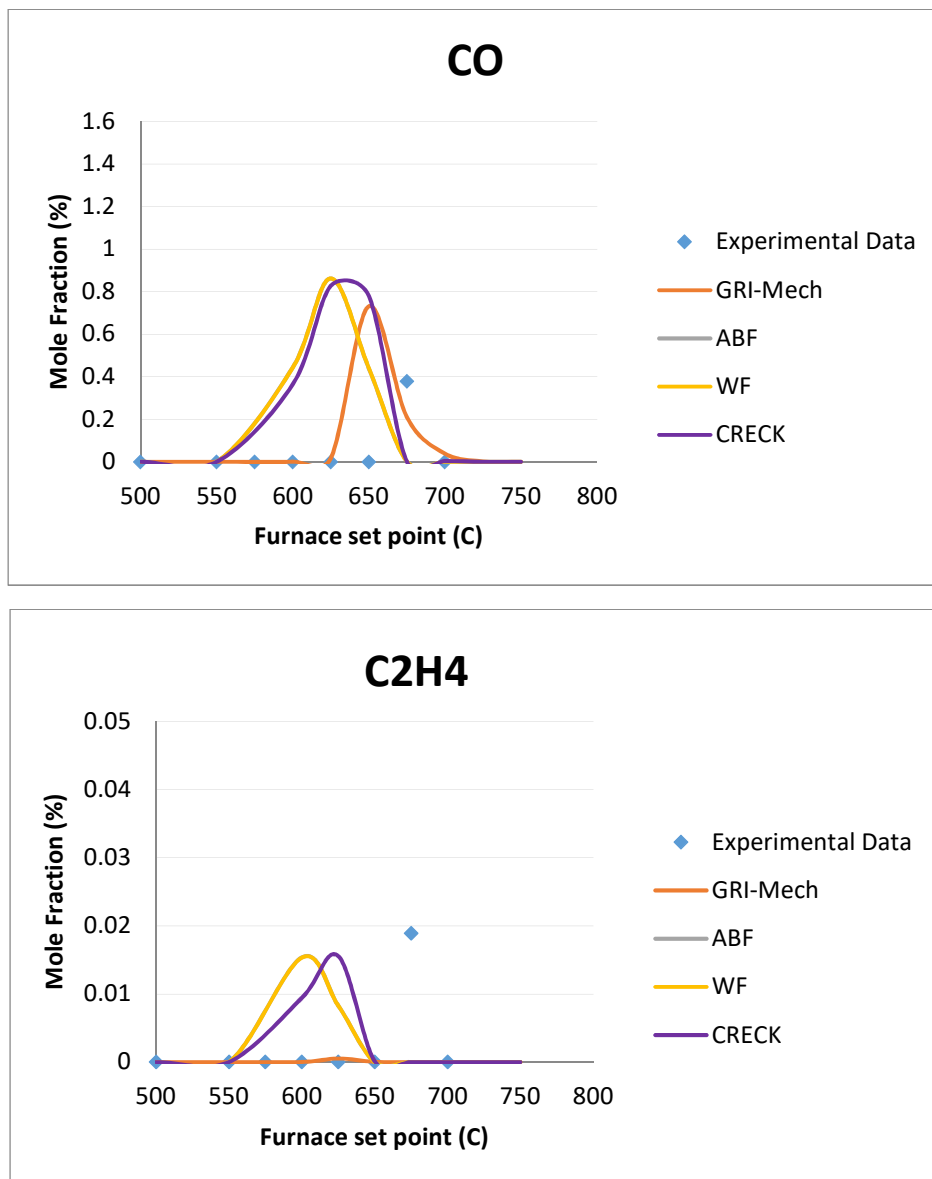 CO
1.6
1.4
1.2
1
0.8
0.6
0.4
0.2
0
500 550 600 650 700 750 800
Mole Fraction (%)
Furnace set point (C)
Experimental Data
GRI-Mech
ABF
WF
CRECK
C2H4
0.05
0.04
0.03
0.02
0.01
0
500 550 600 650 700 750 800
Mole Fraction (%)
Furnace set point (C)
Experimental Data
GRI-Mech
ABF
WF
CRECK